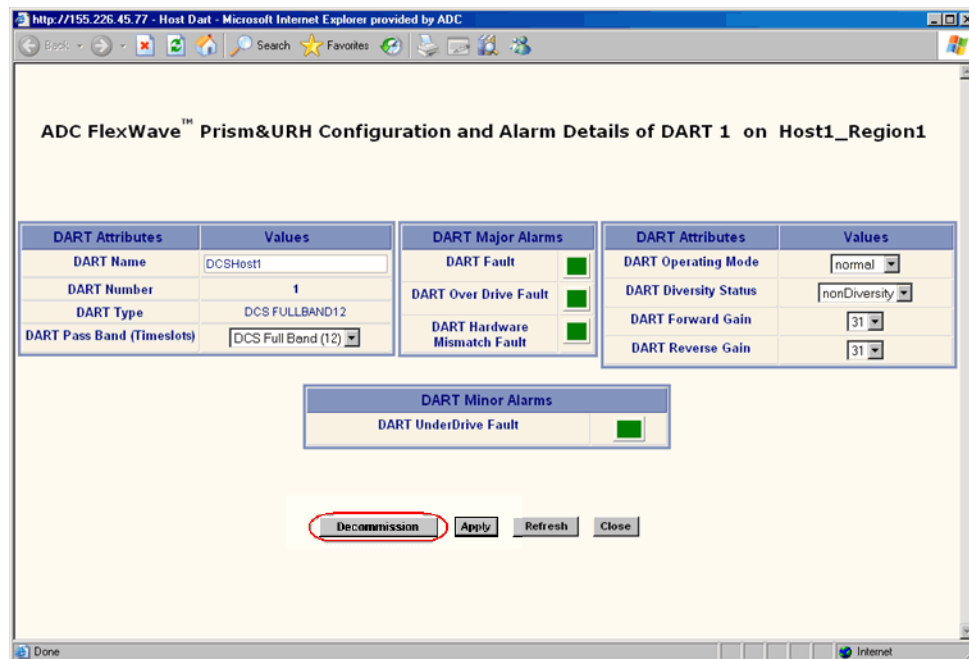 http://155.226.45.77 - Host Dart - Microsoft Internet Explorer provided by ADC
Back
Search
Favorites
ADC FlexWave™ Prism&URH Configuration and Alarm Details of DART 1 on Host1_Region1
DART Attributes Values
DART Name DCSHost1
DART Number 1
DART Type DCS FULLBAND12
DART Pass Band (Timeslots) DCS Full Band (12)
DART Major Alarms
DART Fault
DART Over Drive Fault
DART Hardware
Mismatch Fault
DART Attributes Values
DART Operating Mode normal
DART Diversity Status nonDiversity
DART Forward Gain 31
DART Reverse Gain 31
DART Minor Alarms
DART UnderDrive Fault
Decommission Apply Refresh Close
Done
Internet